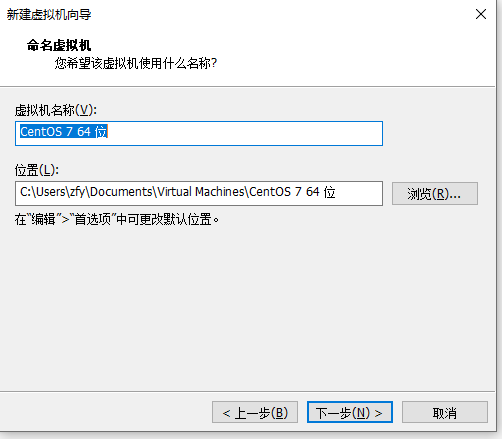 新建虚拟机向导
命名虚拟机
您希望该虚拟机使用什么名称?
虚拟机名称(V):
CentOS 7 64 位
位置(L):
C:\Users\zfy\Documents\Virtual Machines\CentOS 7 64 位
浏览(R)...
在“编辑”>“首选项”中可更改默认位置。
< 上一步(B)
下一步(N) >
取消